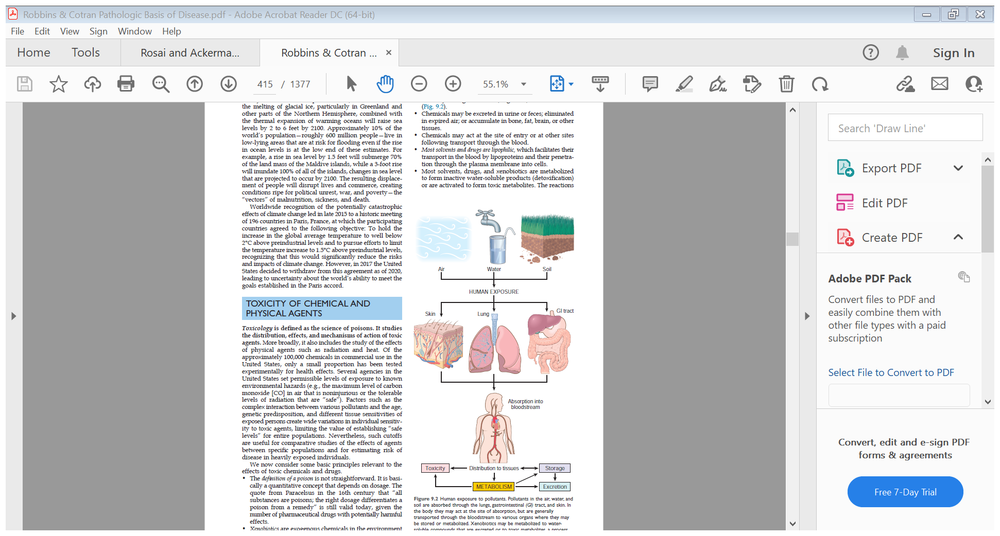 Robbins & Cotran Pathologic Basis of Disease.pdf - Adobe Acrobat Reader DC (64-bit)
File Edit View Sign Window Help
Home Tools Rosai and Ackerma... Robbins & Cotran ... × Sign In
415 / 1377 55.1%
the melting of glacial ice, particularly in Greenland and
other parts of the Northern Hemisphere, combined with
the thermal expansion of warming oceans will raise sea
levels by 2 to 6 feet by 2100. Approximately 10% of the
world's population—roughly 600 million people—live in
low-lying areas that are at risk for flooding even if the rise
in ocean levels is at the low end of these estimates. For
example, a rise in sea level by 1.5 feet will submerge 70%
of the land mass of the Maldive islands, while a 3-foot rise
will inundate 100% of all of the islands, changes in sea level
that are projected to occur by 2100. The resulting displace-
ment of people will disrupt lives and commerce, creating
conditions ripe for political unrest, war, and poverty—the
“vectors” of malnutrition, sickness, and death.
Worldwide recognition of the potentially catastrophic
effects of climate change led in late 2015 to a historic meeting
of 196 countries in Paris, France, at which the participating
countries agreed to the following objective: To hold the
increase in the global average temperature to well below
2°C above preindustrial levels and to pursue efforts to limit
the temperature increase to 1.5°C above preindustrial levels,
recognizing that this would significantly reduce the risks
and impacts of climate change. However, in 2017 the United
States decided to withdraw from this agreement as of 2020,
leading to uncertainty about the world's ability to meet the
goals established in the Paris accord.
TOXICITY OF CHEMICAL AND
PHYSICAL AGENTS
Toxicology is defined as the science of poisons. It studies
the distribution, effects, and mechanisms of action of toxic
agents. More broadly, it also includes the study of the effects
of physical agents such as radiation and heat. Of the
approximately 100,000 chemicals in commercial use in the
United States, only a small proportion has been tested
experimentally for health effects. Several agencies in the
United States set permissible levels of exposure to known
environmental hazards (e.g., the maximum level of carbon
monoxide [CO] in air that is noninjurious or the tolerable
levels of radiation that are “safe”). Factors such as the
complex interaction between various pollutants and the age,
genetic predisposition, and different tissue sensitivities of
exposed persons create wide variations in individual sensitiv-
ity to toxic agents, limiting the value of establishing “safe
levels” for entire populations. Nevertheless, such cutoffs
are useful for comparative studies of the effects of agents
between specific populations and for estimating risk of
disease in heavily exposed individuals.
We now consider some basic principles relevant to the
effects of toxic chemicals and drugs.
• The definition of a poison is not straightforward. It is basi-
cally a quantitative concept that depends on dosage. The
quote from Paracelsus in the 16th century that “all
substances are poisons; the right dosage differentiates a
poison from a remedy” is still valid today, given the
number of pharmaceutical drugs with potentially harmful
effects.
• Xenobiotics are exogenous chemicals in the environment
(Fig. 9.2).
• Chemicals may be excreted in urine or feces; eliminated
in expired air; or accumulate in bone, fat, brain, or other
tissues.
• Chemicals may act at the site of entry or at other sites
following transport through the blood.
• Most solvents and drugs are lipophilic, which facilitates their
transport in the blood by lipoproteins and their penetra-
tion through the plasma membrane into cells.
• Most solvents, drugs, and xenobiotics are metabolized
to form inactive water-soluble products (detoxification)
or are activated to form toxic metabolites. The reactions
Air Water Soil
HUMAN EXPOSURE
Skin Lung GI tract
Absorption into
bloodstream
Toxicity Distribution to tissues Storage
METABOLISM Excretion
Figure 9.2 Human exposure to pollutants. Pollutants in the air, water, and
soil are absorbed through the lungs, gastrointestinal (GI) tract, and skin. In
the body they may act at the site of absorption, but are generally
transported through the bloodstream to various organs where they may
be stored or metabolized. Xenobiotics may be metabolized to water-
soluble compounds that are excreted or to toxic metabolites, a process
Search 'Draw Line'
Export PDF
Edit PDF
Create PDF
Adobe PDF Pack
Convert files to PDF and
easily combine them with
other file types with a paid
subscription
Select File to Convert to PDF
Convert, edit and e-sign PDF
forms & agreements
Free 7-Day Trial